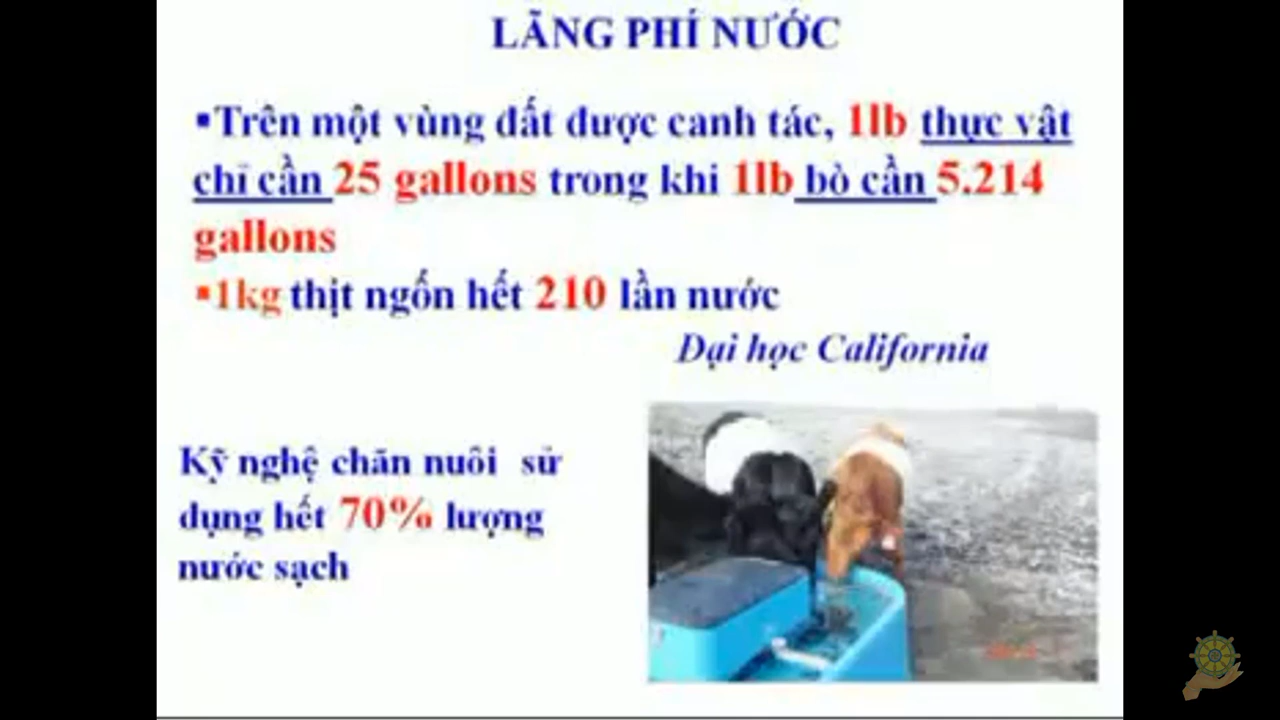 LÃNG PHÍ NƯỚC
▪Trên một vùng đất được canh tác, 1lb thực vật
chỉ cần 25 gallons trong khi 1lb bò cần 5.214
gallons
▪1kg thịt ngốn hết 210 lần nước
Đại học California
Kỹ nghệ chăn nuôi sử
dụng hết 70% lượng
nước sạch